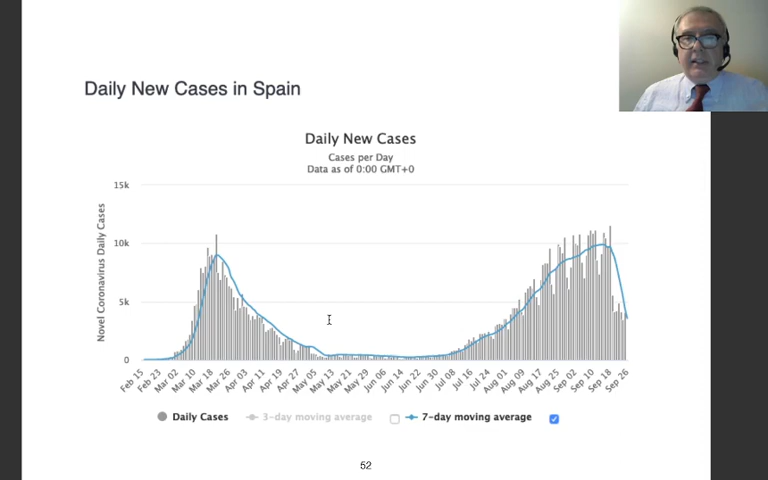 Daily New Cases in Spain
Daily New Cases
Cases per Day
Data as of 0:00 GMT+0
Novel Coronavirus Daily Cases
15k
10k
5k
0
Feb 15
Feb 23
Mar 02
Mar 10
Mar 18
Mar 26
Apr 03
Apr 11
Apr 19
Apr 27
May 05
May 13
May 21
May 29
Jun 06
Jun 14
Jun 22
Jun 30
Jul 08
Jul 16
Jul 24
Aug 01
Aug 09
Aug 17
Aug 25
Sep 02
Sep 10
Sep 18
Sep 26
Daily Cases
3-day moving average
7-day moving average
52